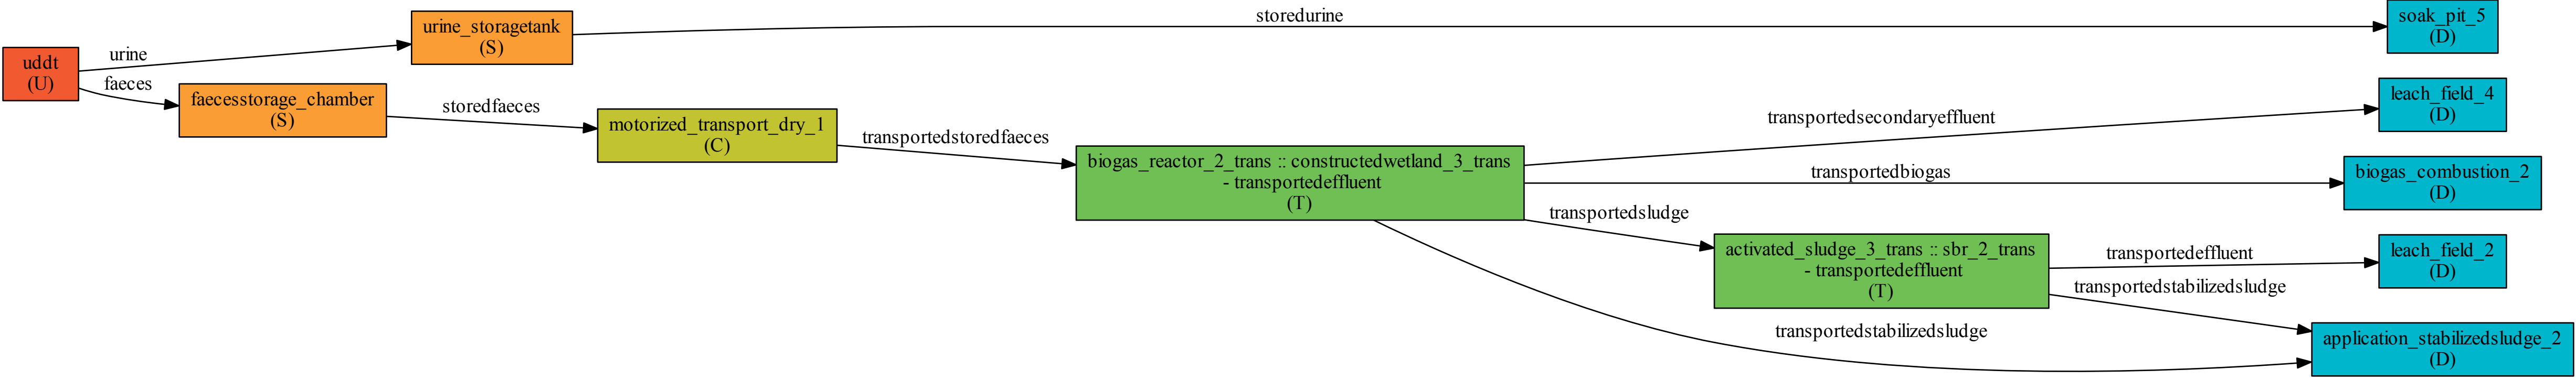 uddt
(U)
urine
faeces
urine_storagetank
(S)
faecesstorage_chamber
(S)
storedurine
storedfaeces
motorized_transport_dry_1
(C)
transportedstoredfaeces
biogas_reactor_2_trans :: constructedwetland_3_trans
- transportedeffluent
(T)
transportedsecondaryeffluent
transportedbiogas
transportedsludge
transportedstabilizedsludge
activated_sludge_3_trans :: sbr_2_trans
- transportedeffluent
(T)
transportedeffluent
transportedstabilizedsludge
soak_pit_5
(D)
leach_field_4
(D)
biogas_combustion_2
(D)
leach_field_2
(D)
application_stabilizedsludge_2
(D)